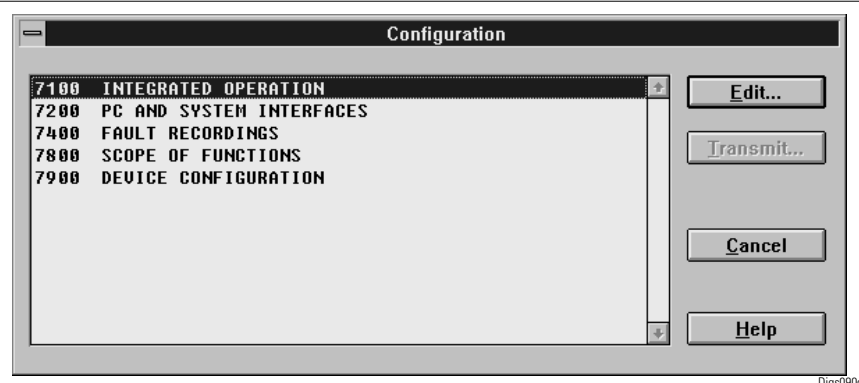 Configuration
7100 INTEGRATED OPERATION
7200 PC AND SYSTEM INTERFACES
7400 FAULT RECORDINGS
7800 SCOPE OF FUNCTIONS
7900 DEVICE CONFIGURATION
Edit...
Transmit...
Cancel
Help